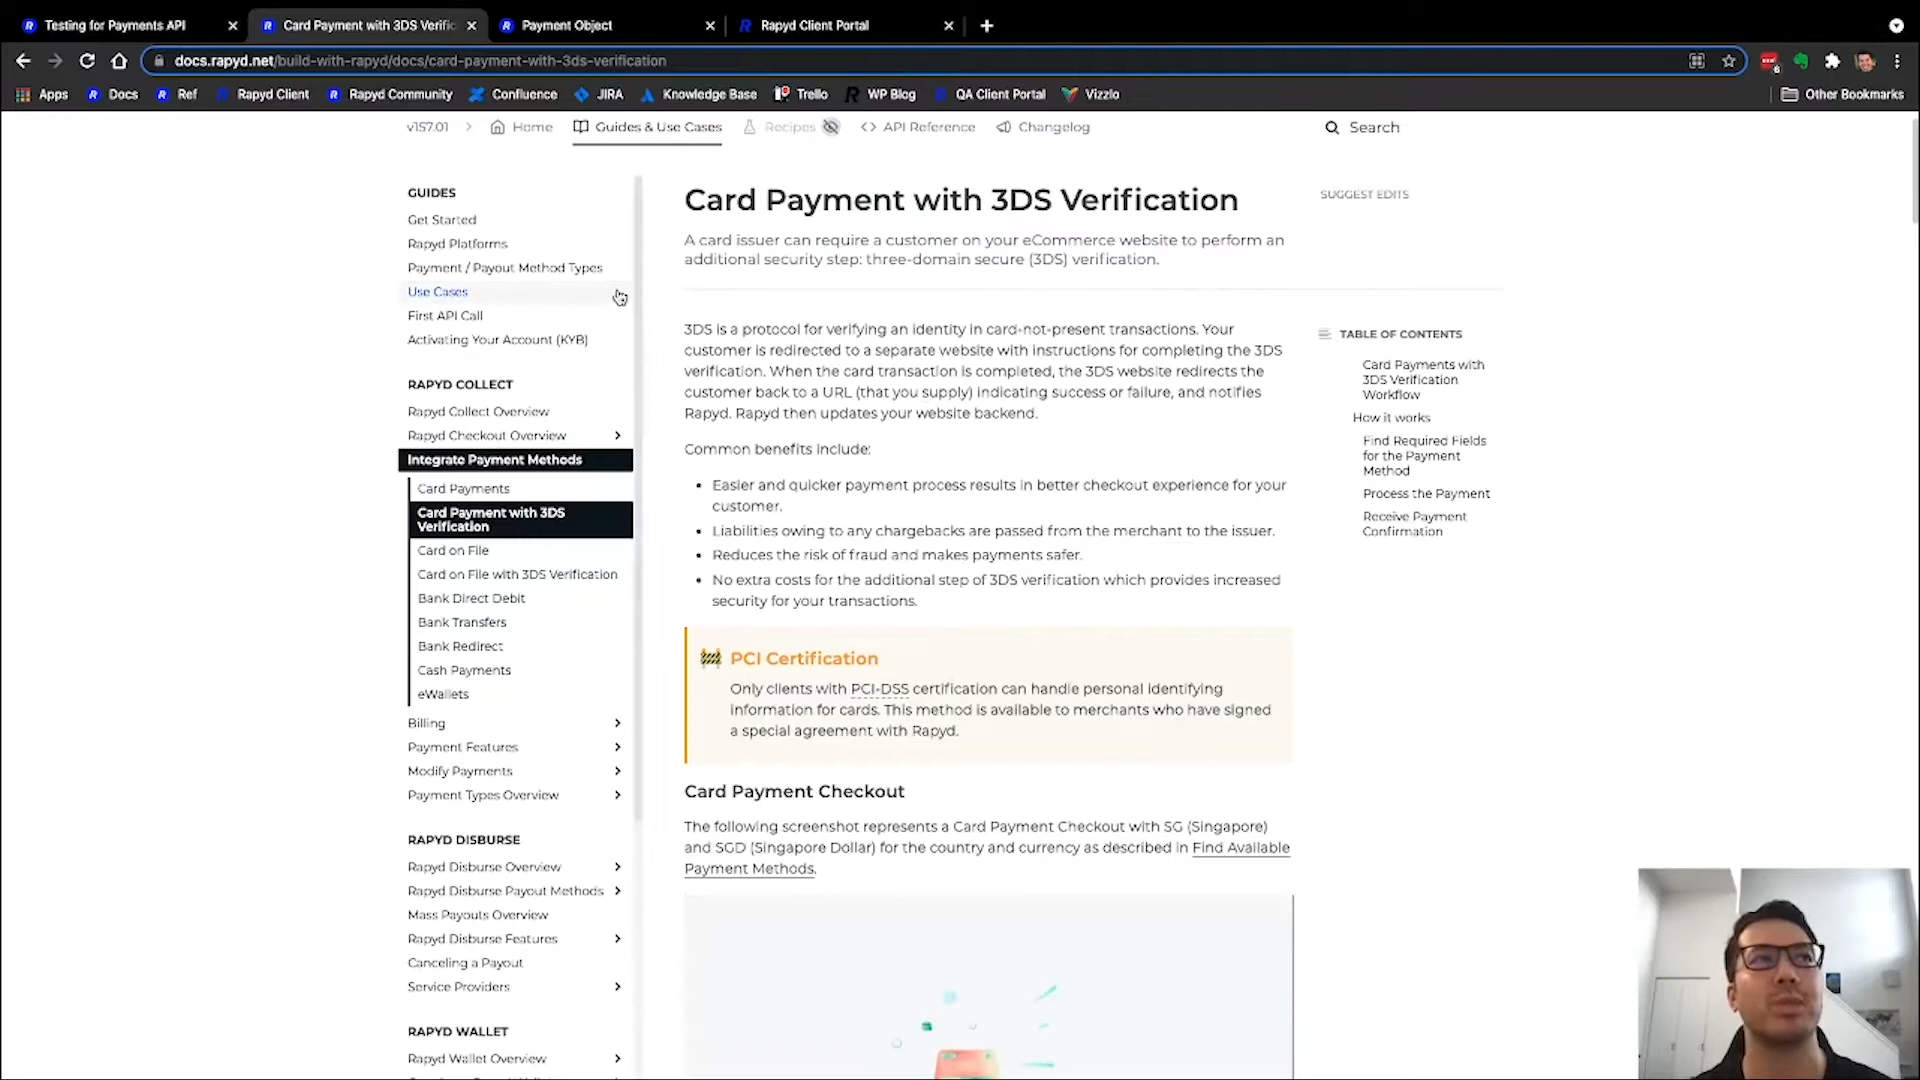 Testing for Payments API
Card Payment with 3DS Verific
Payment Object
Rapyd Client Portal
docs.rapyd.net/build-with-rapyd/docs/card-payment-with-3ds-verification
Apps
Docs
Ref
Rapyd Client
Rapyd Community
Confluence
JIRA
Knowledge Base
Trello
WP Blog
QA Client Portal
Vizzlo
Other Bookmarks
v157.01
Home
Guides & Use Cases
Recipes
API Reference
Changelog
Search
GUIDES
Get Started
Rapyd Platforms
Payment / Payout Method Types
Use Cases
First API Call
Activating Your Account (KYB)
RAPYD COLLECT
Rapyd Collect Overview
Rapyd Checkout Overview
Integrate Payment Methods
Card Payments
Card Payment with 3DS
Verification
Card on File
Card on File with 3DS Verification
Bank Direct Debit
Bank Transfers
Bank Redirect
Cash Payments
eWallets
Billing
Payment Features
Modify Payments
Payment Types Overview
RAPYD DISBURSE
Rapyd Disburse Overview
Rapyd Disburse Payout Methods
Mass Payouts Overview
Rapyd Disburse Features
Canceling a Payout
Service Providers
RAPYD WALLET
Rapyd Wallet Overview
Card Payment with 3DS Verification
A card issuer can require a customer on your eCommerce website to perform an
additional security step: three-domain secure (3DS) verification.
3DS is a protocol for verifying an identity in card-not-present transactions. Your
customer is redirected to a separate website with instructions for completing the 3DS
verification. When the card transaction is completed, the 3DS website redirects the
customer back to a URL (that you supply) indicating success or failure, and notifies
Rapyd. Rapyd then updates your website backend.
Common benefits include:
• Easier and quicker payment process results in better checkout experience for your
customer.
• Liabilities owing to any chargebacks are passed from the merchant to the issuer.
• Reduces the risk of fraud and makes payments safer.
• No extra costs for the additional step of 3DS verification which provides increased
security for your transactions.
PCI Certification
Only clients with PCI-DSS certification can handle personal identifying
information for cards. This method is available to merchants who have signed
a special agreement with Rapyd.
Card Payment Checkout
The following screenshot represents a Card Payment Checkout with SG (Singapore)
and SGD (Singapore Dollar) for the country and currency as described in Find Available
Payment Methods.
SUGGEST EDITS
TABLE OF CONTENTS
Card Payments with
3DS Verification
Workflow
How it works
Find Required Fields
for the Payment
Method
Process the Payment
Receive Payment
Confirmation